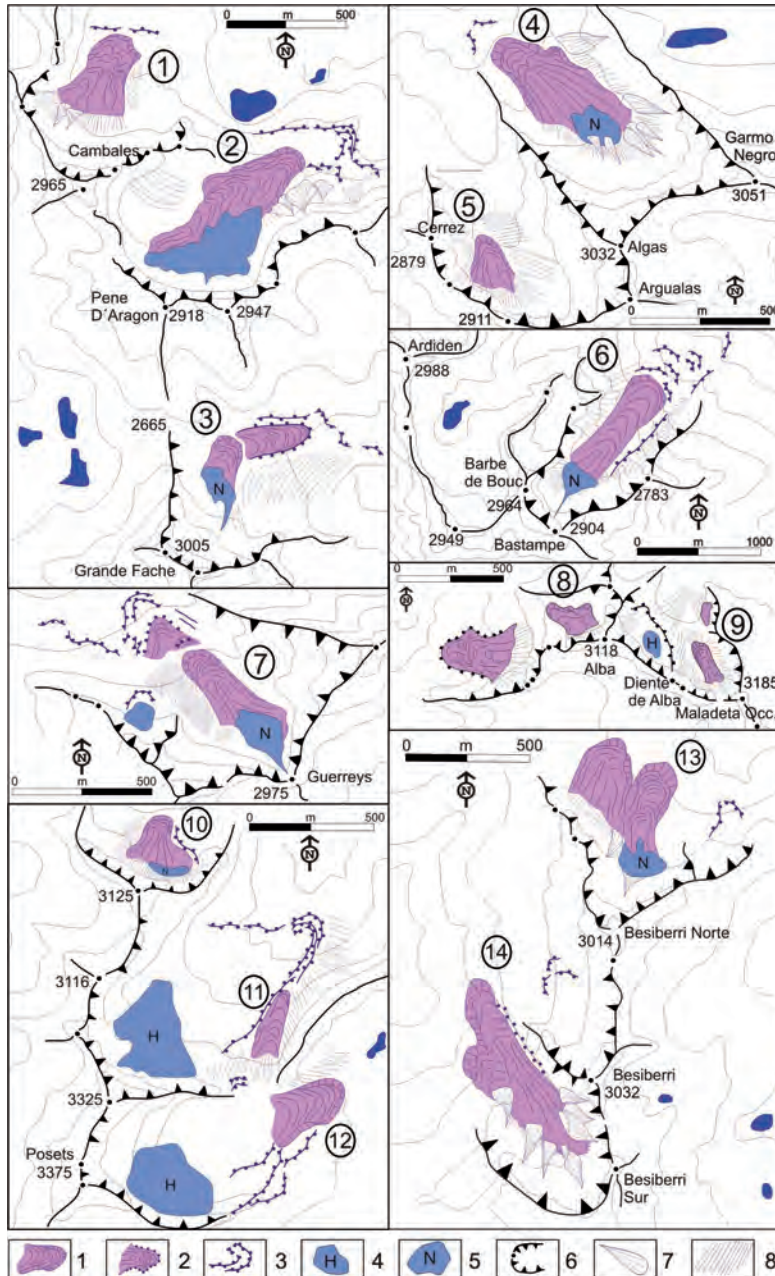 0 m 500
N
1
2
Cambales
2965
Pene
D´Aragon
2918
2947
2665
3
N
3005
Grande Fache
4
N
Garmo
Negro
3051
5
Cerrez
2879
3032
Algas
Argualas
2911
N
0 m 500
Ardiden
2988
6
N
Barbe
de Bouc
2964
2783
2904
2949
Bastampe
N
0 m 1000
0 m 500
N
8
9
H
3118
Alba
Diente
de Alba
3185
Maladeta Occ.
7
N
N
0 m 500
Guerreys
2975
0 m 500
N
10
N
3125
3116
11
H
3325
12
Posets
3375
H
0 m 500
N
13
N
3014
Besiberri Norte
14
Besiberri
3032
Besiberri
Sur
1 2 3 H 4 N 5 6 7 8